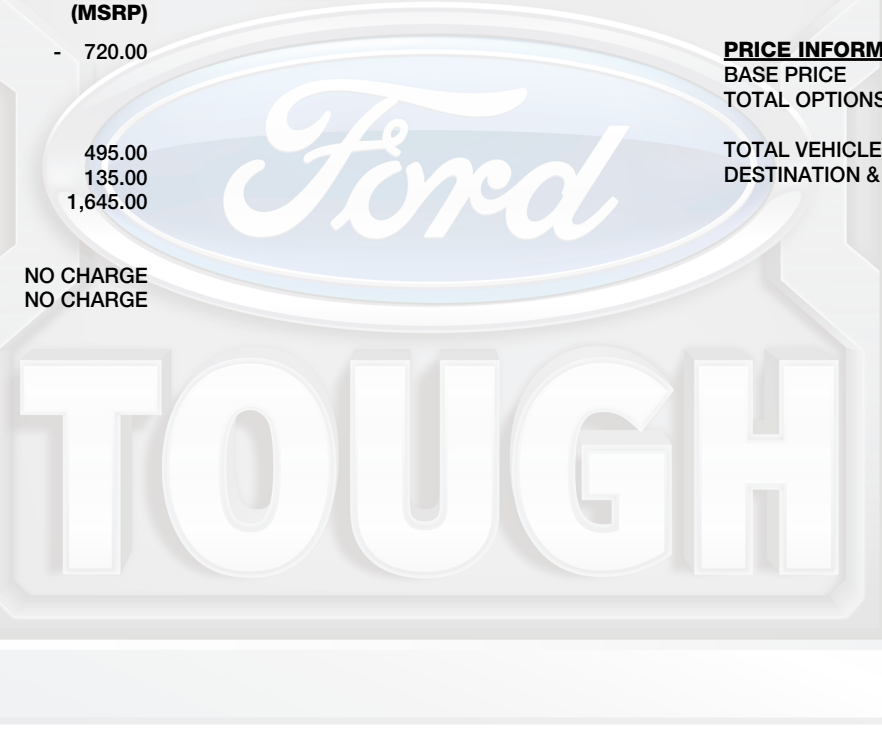 (MSRP)
- 720.00
495.00
135.00
1,645.00
NO CHARGE
NO CHARGE
PRICE INFORM
BASE PRICE
TOTAL OPTIONS
TOTAL VEHICLE
DESTINATION &
Ford
TOUGH